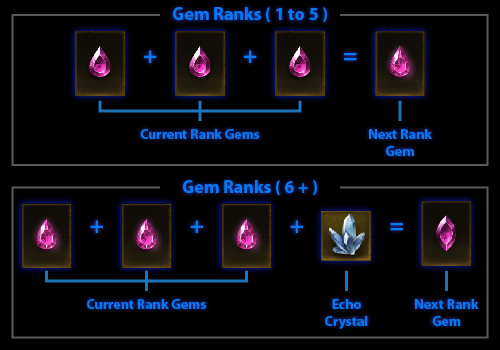 Gem Ranks ( 1 to 5 )
+ + =
Current Rank Gems
Next Rank
Gem
Gem Ranks ( 6 + )
+ + + =
Current Rank Gems
Echo
Crystal
Next Rank
Gem